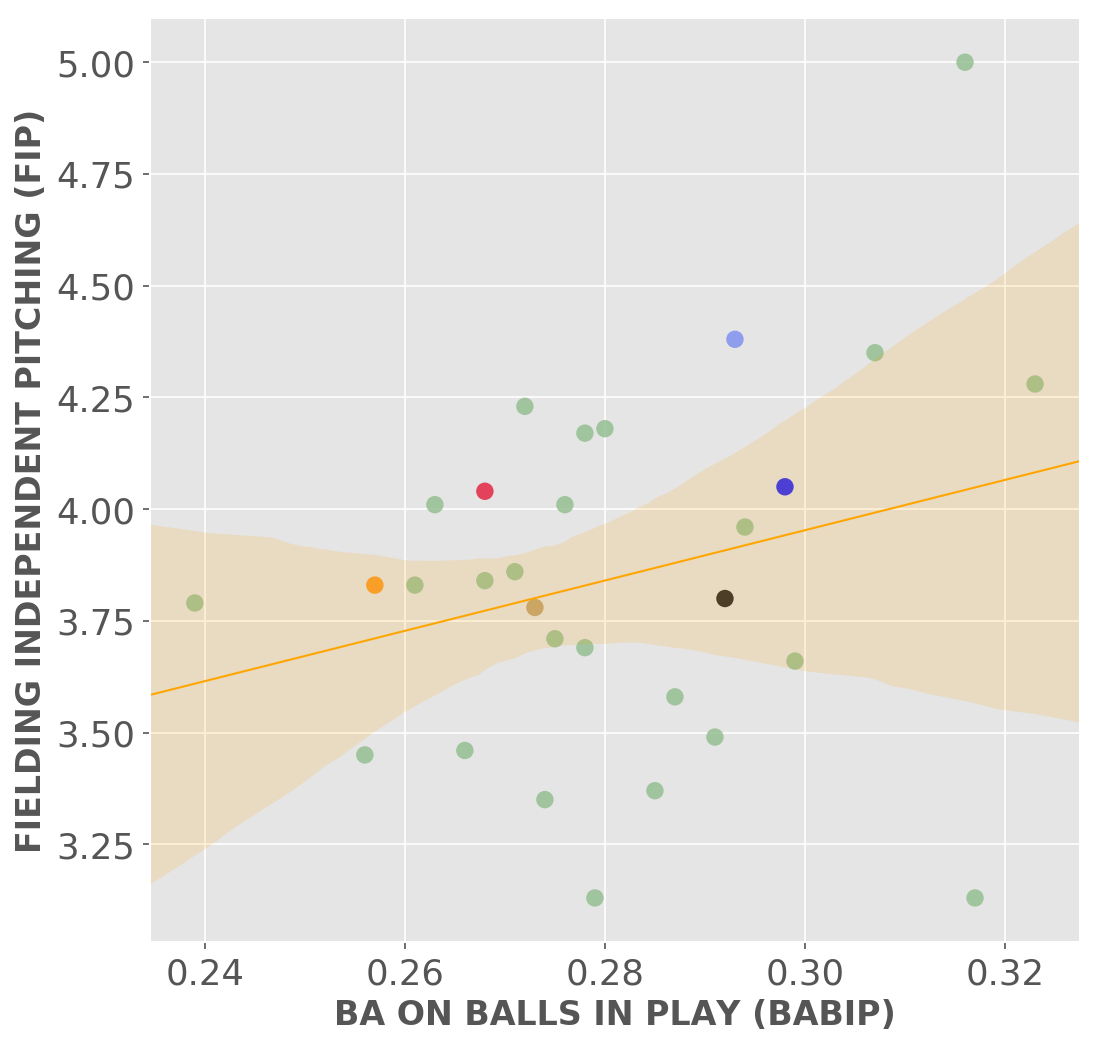 FIELDING INDEPENDENT PITCHING (FIP)
5.00
4.75
4.50
4.25
4.00
3.75
3.50
3.25
0.24 0.26 0.28 0.30 0.32
BA ON BALLS IN PLAY (BABIP)